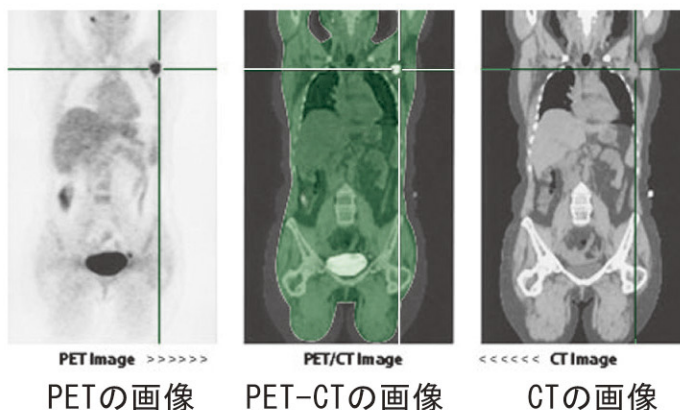 PET Image >>>>>>
PET/CT Image
<<<<<< CT Image
PETの画像
PET-CTの画像
CTの画像